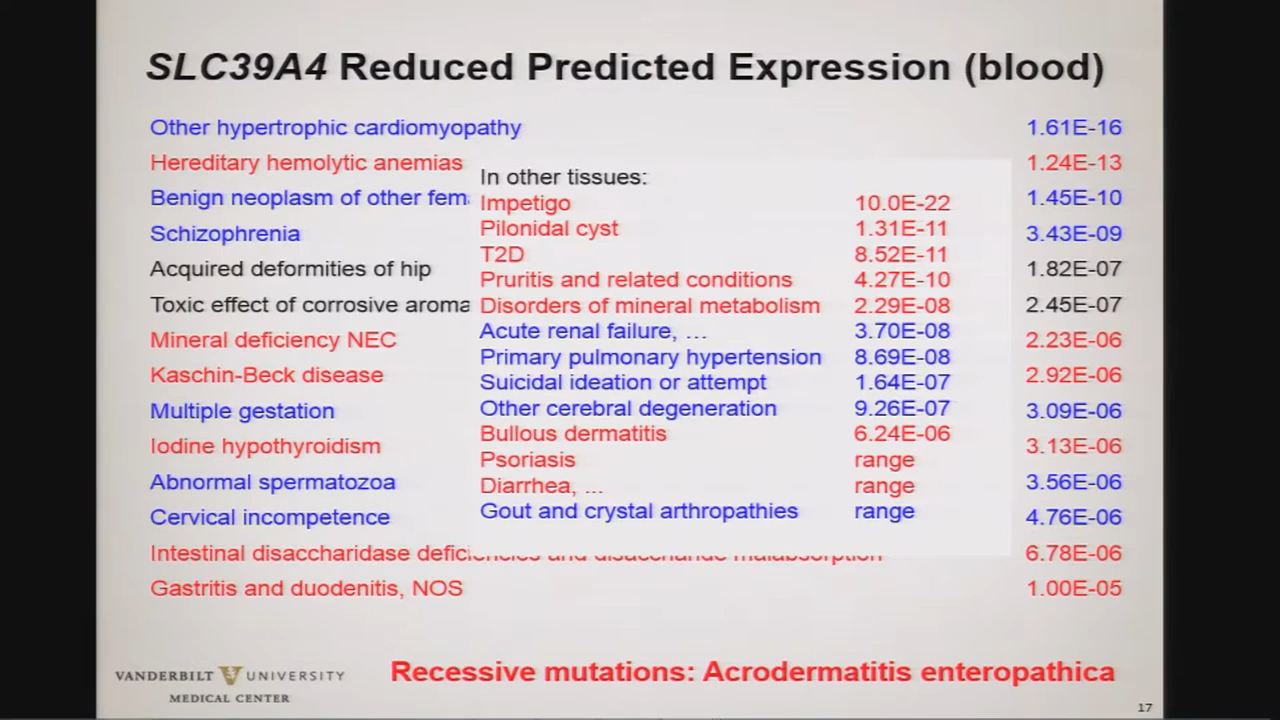 SLC39A4 Reduced Predicted Expression (blood)
Other hypertrophic cardiomyopathy 1.61E-16
Hereditary hemolytic anemias 1.24E-13
Benign neoplasm of other fem 1.45E-10
Schizophrenia 3.43E-09
Acquired deformities of hip 1.82E-07
Toxic effect of corrosive aroma 2.45E-07
Mineral deficiency NEC 2.23E-06
Kaschin-Beck disease 2.92E-06
Multiple gestation 3.09E-06
Iodine hypothyroidism 3.13E-06
Abnormal spermatozoa 3.56E-06
Cervical incompetence 4.76E-06
Intestinal disaccharidase deficiencies and disaccharide malabsorption 6.78E-06
Gastritis and duodenitis, NOS 1.00E-05
In other tissues:
Impetigo 10.0E-22
Pilonidal cyst 1.31E-11
T2D 8.52E-11
Pruritis and related conditions 4.27E-10
Disorders of mineral metabolism 2.29E-08
Acute renal failure, … 3.70E-08
Primary pulmonary hypertension 8.69E-08
Suicidal ideation or attempt 1.64E-07
Other cerebral degeneration 9.26E-07
Bullous dermatitis 6.24E-06
Psoriasis range
Diarrhea, ... range
Gout and crystal arthropathies range
VANDERBILT UNIVERSITY
MEDICAL CENTER
Recessive mutations: Acrodermatitis enteropathica
17